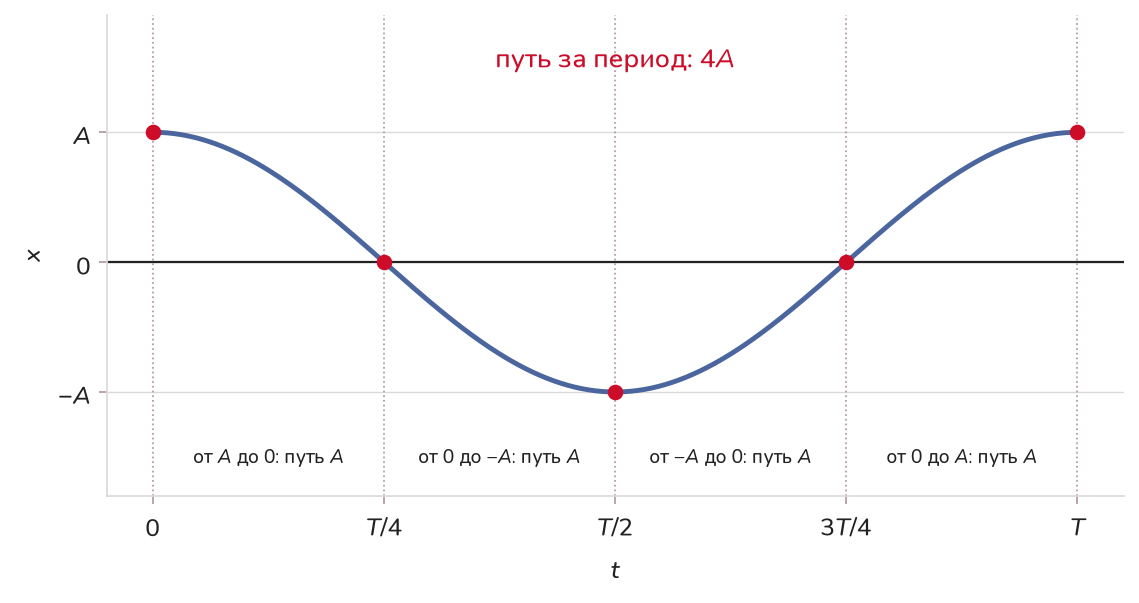 путь за период: 4A
A
x
0
−A
от A до 0: путь A
от 0 до −A: путь A
от −A до 0: путь A
от 0 до A: путь A
0
T/4
T/2
3T/4
T
t